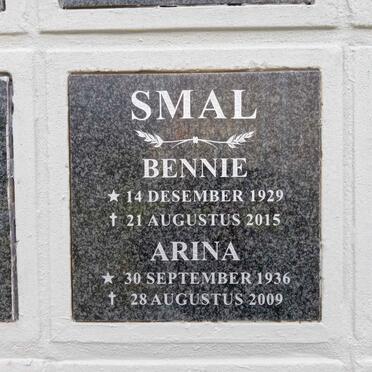 SMAL
BENNIE
★ 14 DESEMBER 1929
✝ 21 AUGUSTUS 2015
ARINA
★ 30 SEPTEMBER 1936
✝ 28 AUGUSTUS 2009